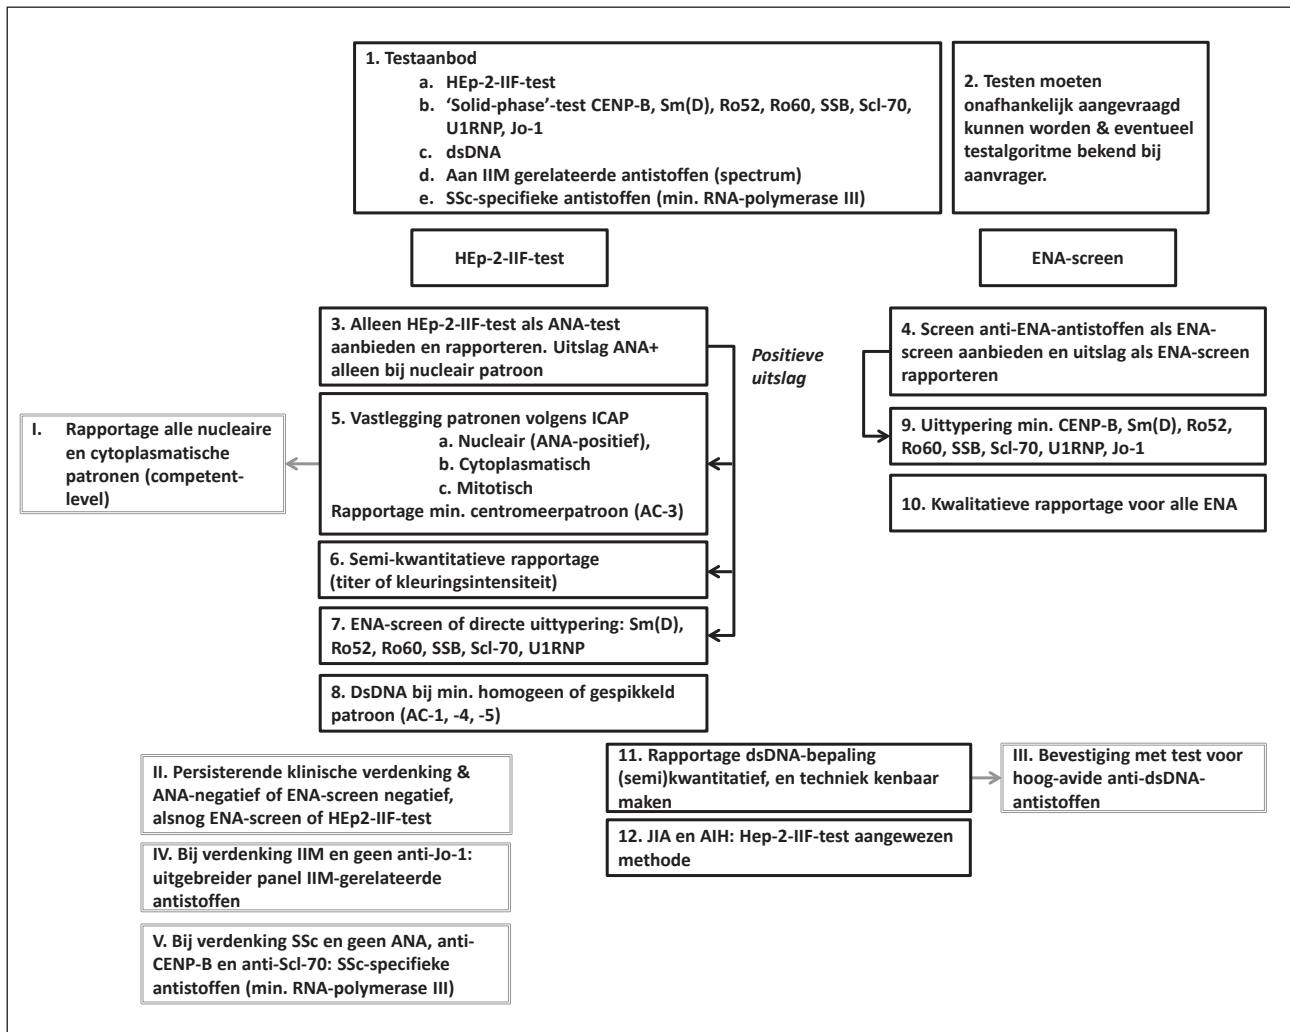 1. Testaanbod
a. HEp-2-IIF-test
b. ‘Solid-phase’-test CENP-B, Sm(D), Ro52, Ro60, SSB, Scl-70,
U1RNP, Jo-1
c. dsDNA
d. Aan IIM gerelateerde antistoffen (spectrum)
e. SSc-specifieke antistoffen (min. RNA-polymerase III)
2. Testen moeten
onafhankelijk aangevraagd
kunnen worden & eventueel
testalgoritme bekend bij
aanvrager.
HEp-2-IIF-test
ENA-screen
3. Alleen HEp-2-IIF-test als ANA-test
aanbieden en rapporteren. Uitslag ANA+
alleen bij nucleair patroon
Positieve
uitslag
4. Screen anti-ENA-antistoffen als ENA-
screen aanbieden en uitslag als ENA-screen
rapporteren
I. Rapportage alle nucleaire
en cytoplasmatische
patronen (competent-
level)
5. Vastlegging patronen volgens ICAP
a. Nucleair (ANA-positief),
b. Cytoplasmatisch
c. Mitotisch
Rapportage min. centromeerpatroon (AC-3)
9. Uittypering min. CENP-B, Sm(D), Ro52,
Ro60, SSB, Scl-70, U1RNP, Jo-1
10. Kwalitatieve rapportage voor alle ENA
6. Semi-kwantitatieve rapportage
(titer of kleuringsintensiteit)
7. ENA-screen of directe uittypering: Sm(D),
Ro52, Ro60, SSB, Scl-70, U1RNP
8. DsDNA bij min. homogeen of gespikkeld
patroon (AC-1, -4, -5)
II. Persisterende klinische verdenking &
ANA-negatief of ENA-screen negatief,
alsnog ENA-screen of HEp2-IIF-test
11. Rapportage dsDNA-bepaling
(semi)kwantitatief, en techniek kenbaar
maken
III. Bevestiging met test voor
hoog-avide anti-dsDNA-
antistoffen
12. JIA en AIH: Hep-2-IIF-test aangewezen
methode
IV. Bij verdenking IIM en geen anti-Jo-1:
uitgebreider panel IIM-gerelateerde
antistoffen
V. Bij verdenking SSc en geen ANA, anti-
CENP-B en anti-Scl-70: SSc-specifieke
antistoffen (min. RNA-polymerase III)